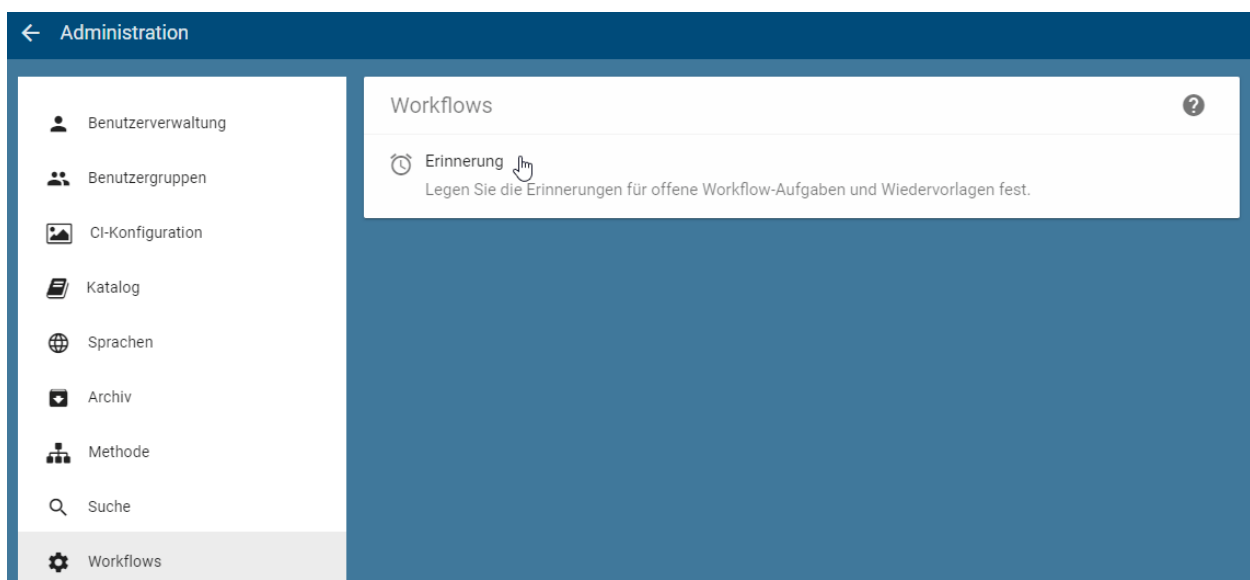 Administration
Benutzerverwaltung
Benutzergruppen
CI-Konfiguration
Katalog
Sprachen
Archiv
Methode
Suche
Workflows
Workflows
Erinnerung
Legen Sie die Erinnerungen für offene Workflow-Aufgaben und Wiedervorlagen fest.